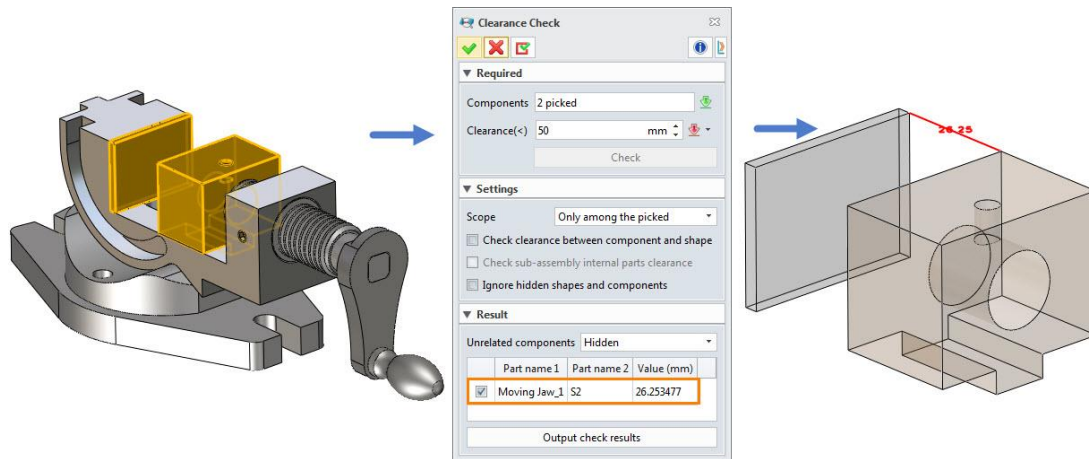 Clearance Check
Required
Components 2 picked
Clearance(<) 50 mm
Check
Settings
Scope Only among the picked
Check clearance between component and shape
Check sub-assembly internal parts clearance
Ignore hidden shapes and components
Result
Unrelated components Hidden
Part name 1 Part name 2 Value (mm)
Moving Jaw_1 S2 26.253477
Output check results
26.25